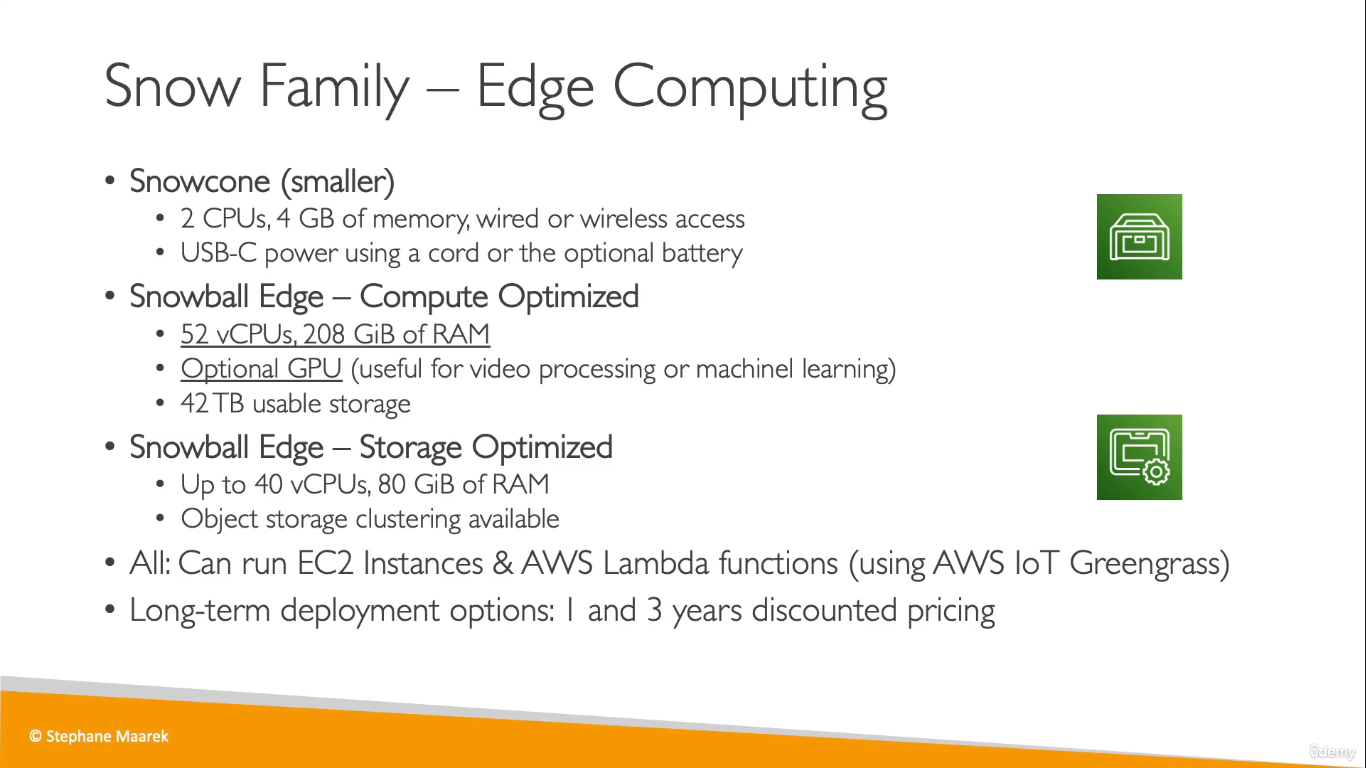 Snow Family – Edge Computing
• Snowcone (smaller)
• 2 CPUs, 4 GB of memory, wired or wireless access
• USB-C power using a cord or the optional battery
• Snowball Edge – Compute Optimized
• 52 vCPUs, 208 GiB of RAM
• Optional GPU (useful for video processing or machinel learning)
• 42 TB usable storage
• Snowball Edge – Storage Optimized
• Up to 40 vCPUs, 80 GiB of RAM
• Object storage clustering available
• All: Can run EC2 Instances & AWS Lambda functions (using AWS IoT Greengrass)
• Long-term deployment options: 1 and 3 years discounted pricing
© Stephane Maarek
ûdemy